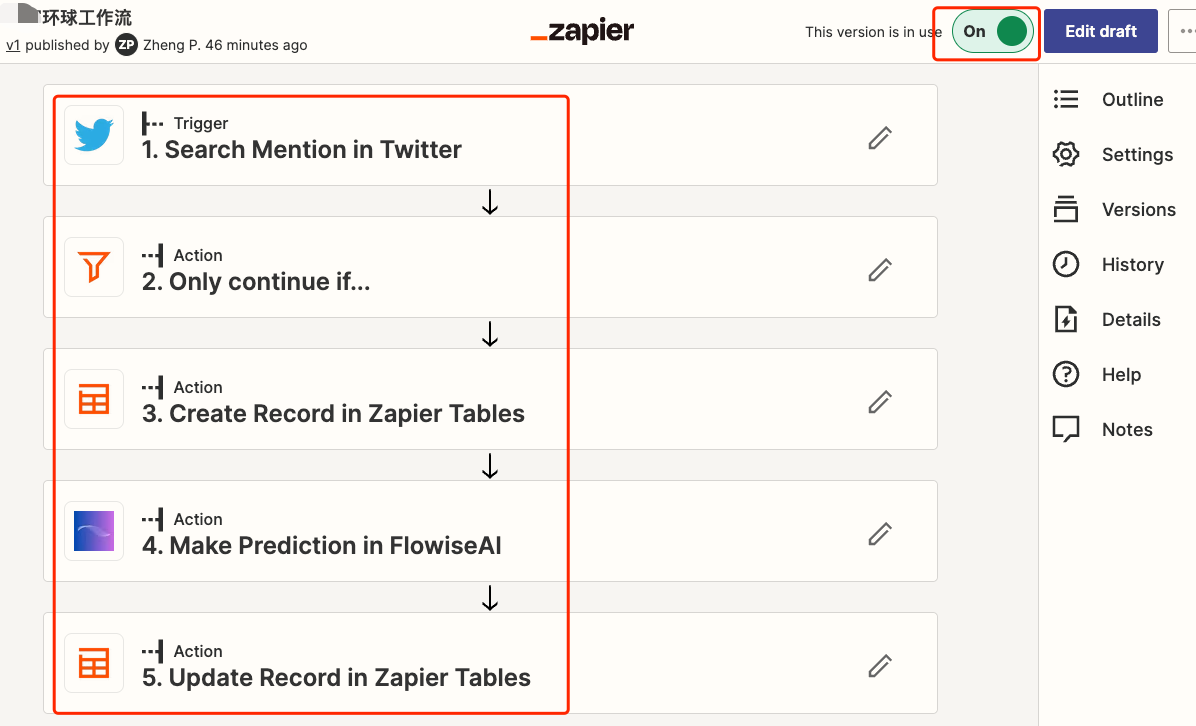 环球工作流
v1 published by ZP Zheng P. 46 minutes ago
_zapier
This version is in use
On
Edit draft
Trigger
1. Search Mention in Twitter
Action
2. Only continue if...
Action
3. Create Record in Zapier Tables
Action
4. Make Prediction in FlowiseAI
Action
5. Update Record in Zapier Tables
Outline
Settings
Versions
History
Details
Help
Notes